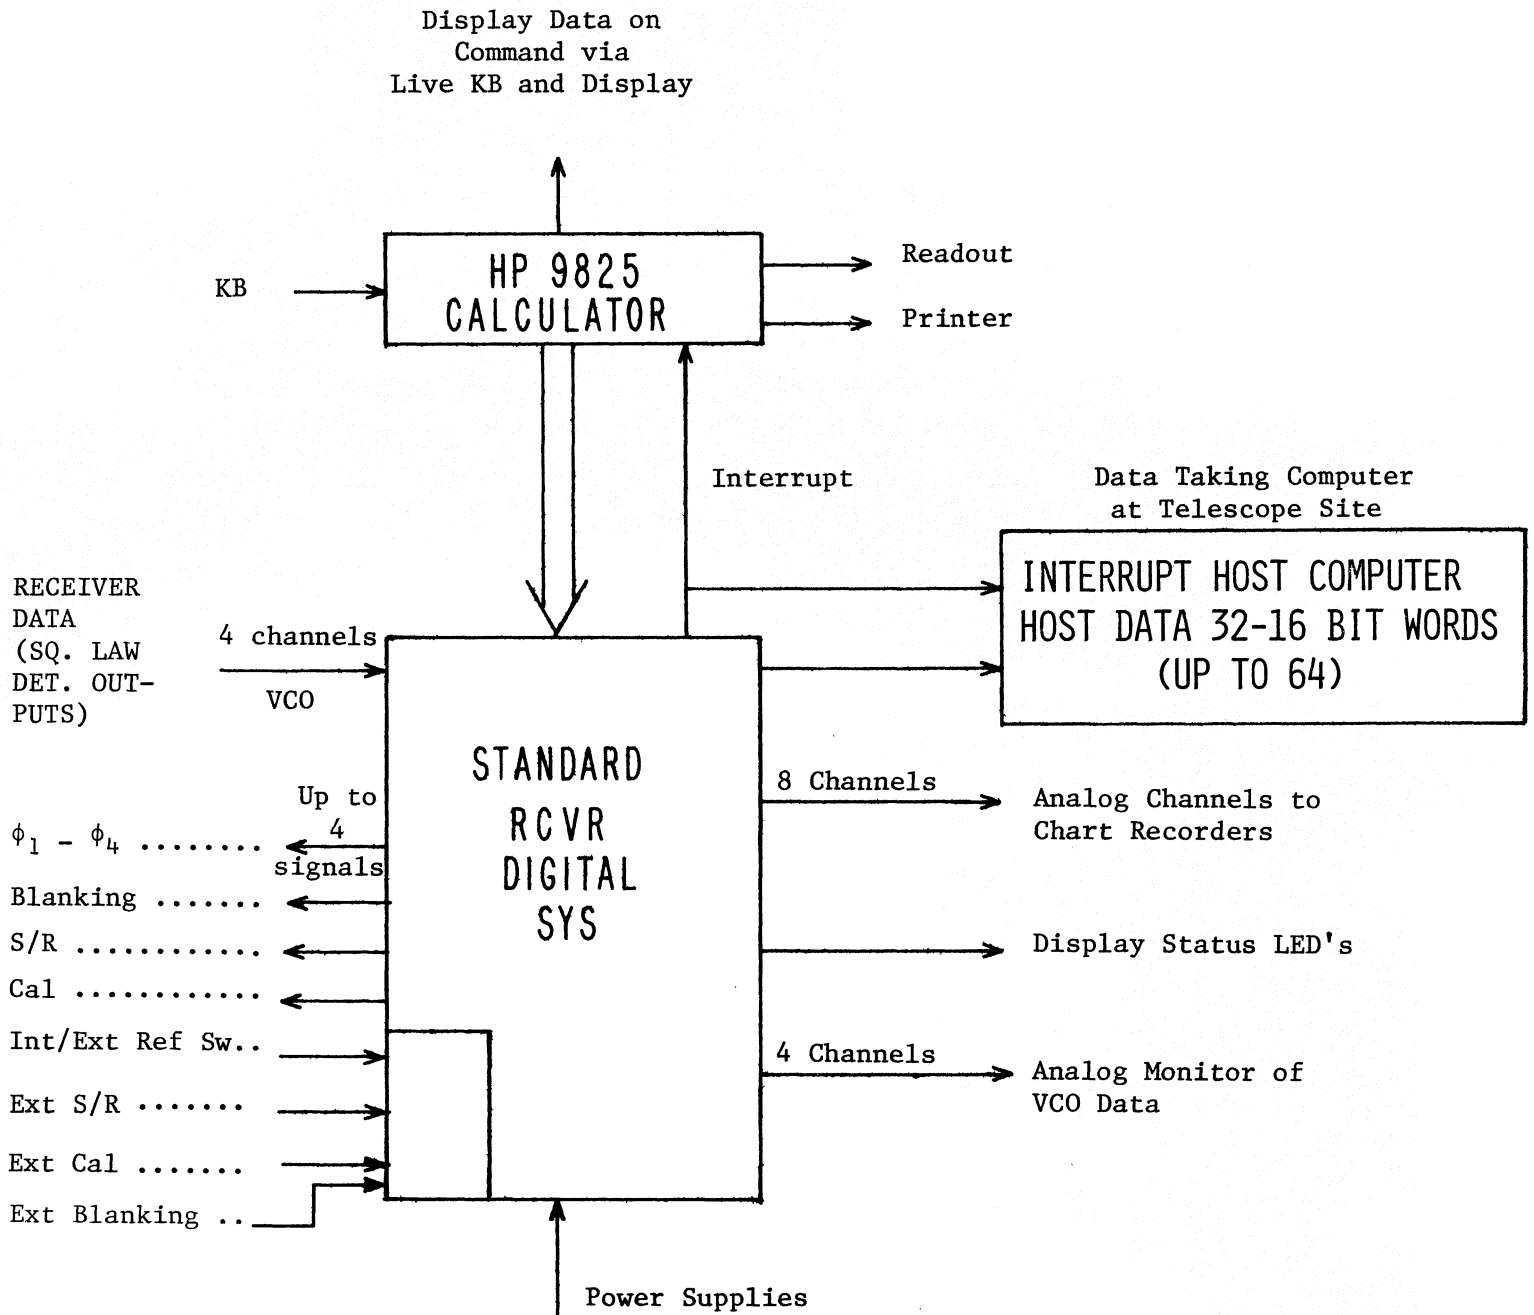 Display Data on
Command via
Live KB and Display
HP 9825
CALCULATOR
KB
Readout
Printer
Interrupt
Data Taking Computer
at Telescope Site
INTERRUPT HOST COMPUTER
HOST DATA 32-16 BIT WORDS
(UP TO 64)
RECEIVER
DATA
(SQ. LAW
DET. OUT-
PUTS)
4 channels
VCO
STANDARD
RCVR
DIGITAL
SYS
Up to
4
signals
ϕ1 - ϕ4 ........
Blanking .......
S/R ............
Cal ............
Int/Ext Ref Sw..
Ext S/R .......
Ext Cal .......
Ext Blanking ..
8 Channels
Analog Channels to
Chart Recorders
Display Status LED's
4 Channels
Analog Monitor of
VCO Data
Power Supplies